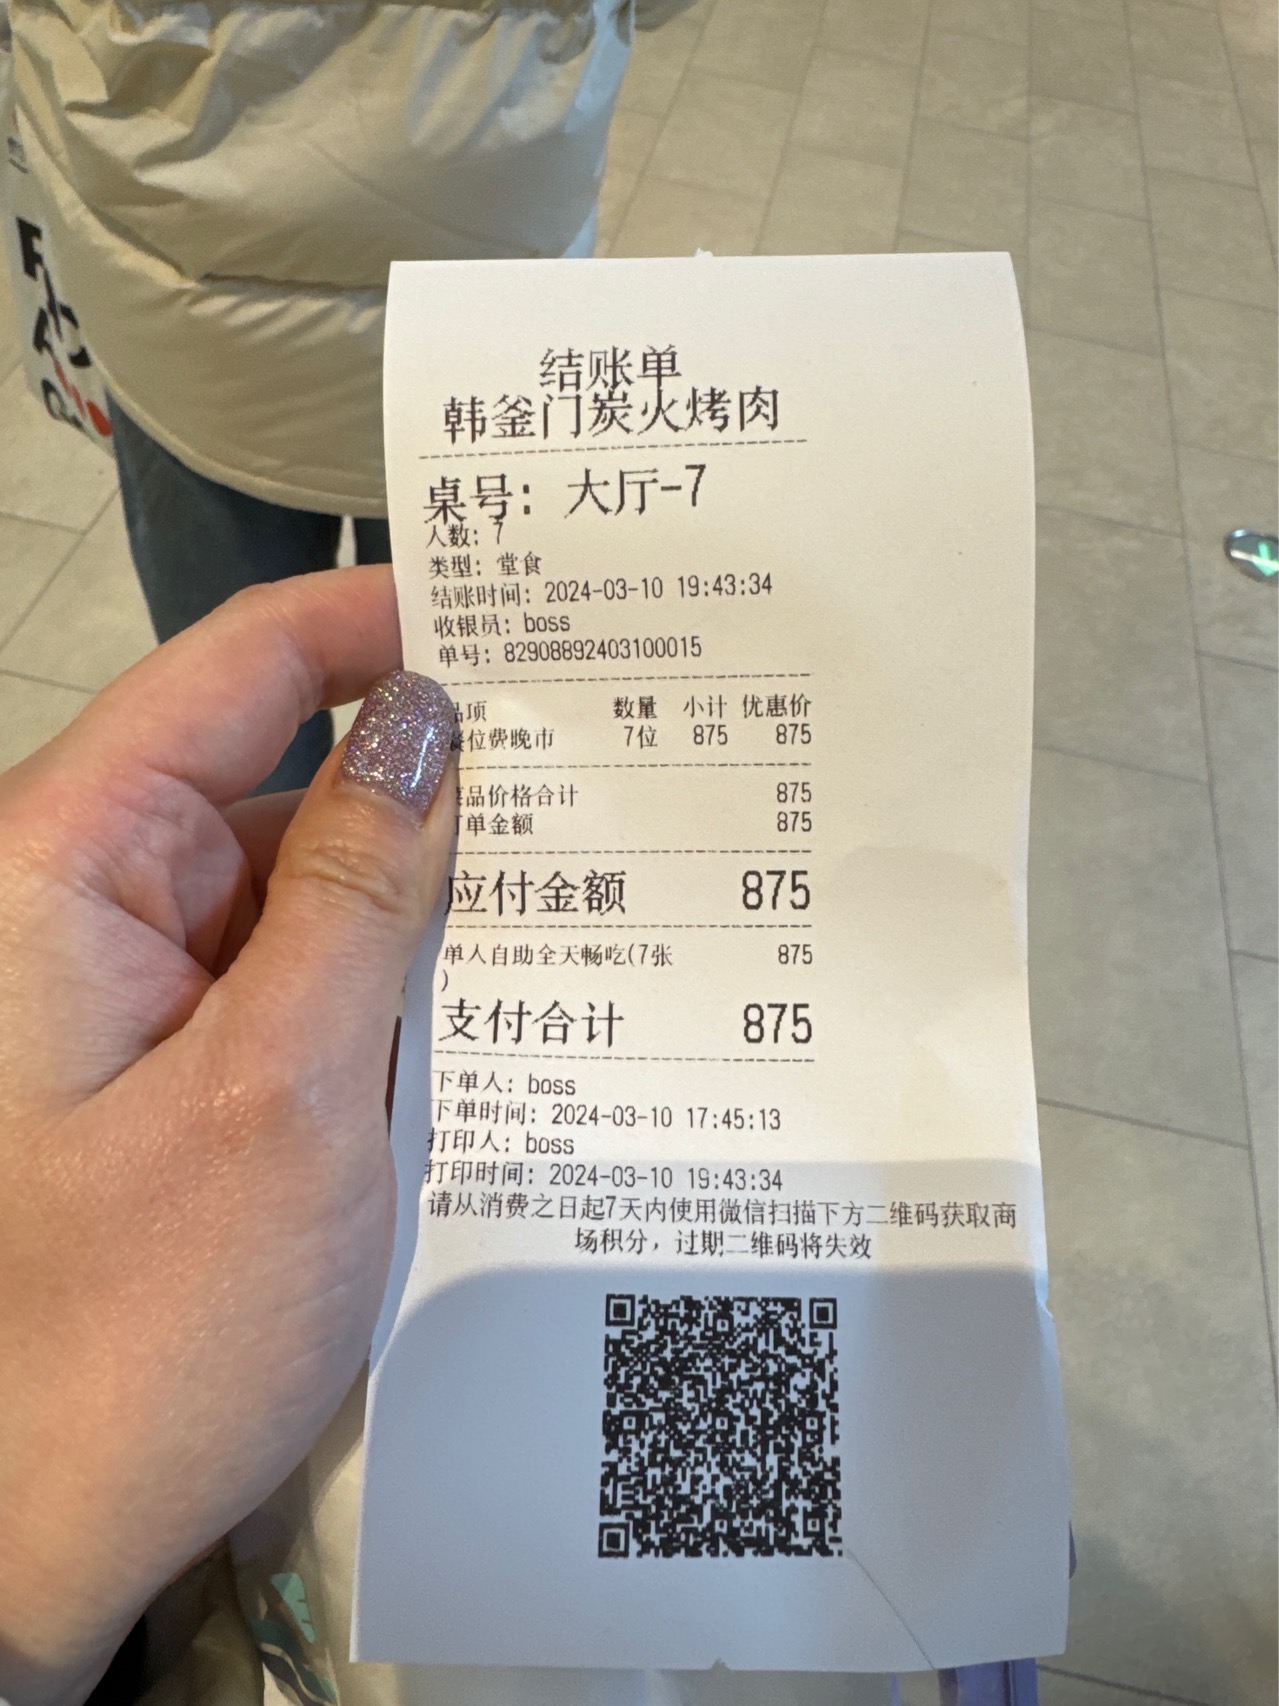 结账单
韩釜门炭火烤肉
桌号: 大厅-7
人数: 7
类型: 堂食
结账时间: 2024-03-10 19:43:34
收银员: boss
单号: 82908892403100015
品项 数量 小计 优惠价
餐位费晚市 7位 875 875
菜品价格合计 875
订单金额 875
应付金额 875
单人自助全天畅吃(7张 875
)
支付合计 875
下单人: boss
下单时间: 2024-03-10 17:45:13
打印人: boss
打印时间: 2024-03-10 19:43:34
请从消费之日起7天内使用微信扫描下方二维码获取商
场积分，过期二维码将失效